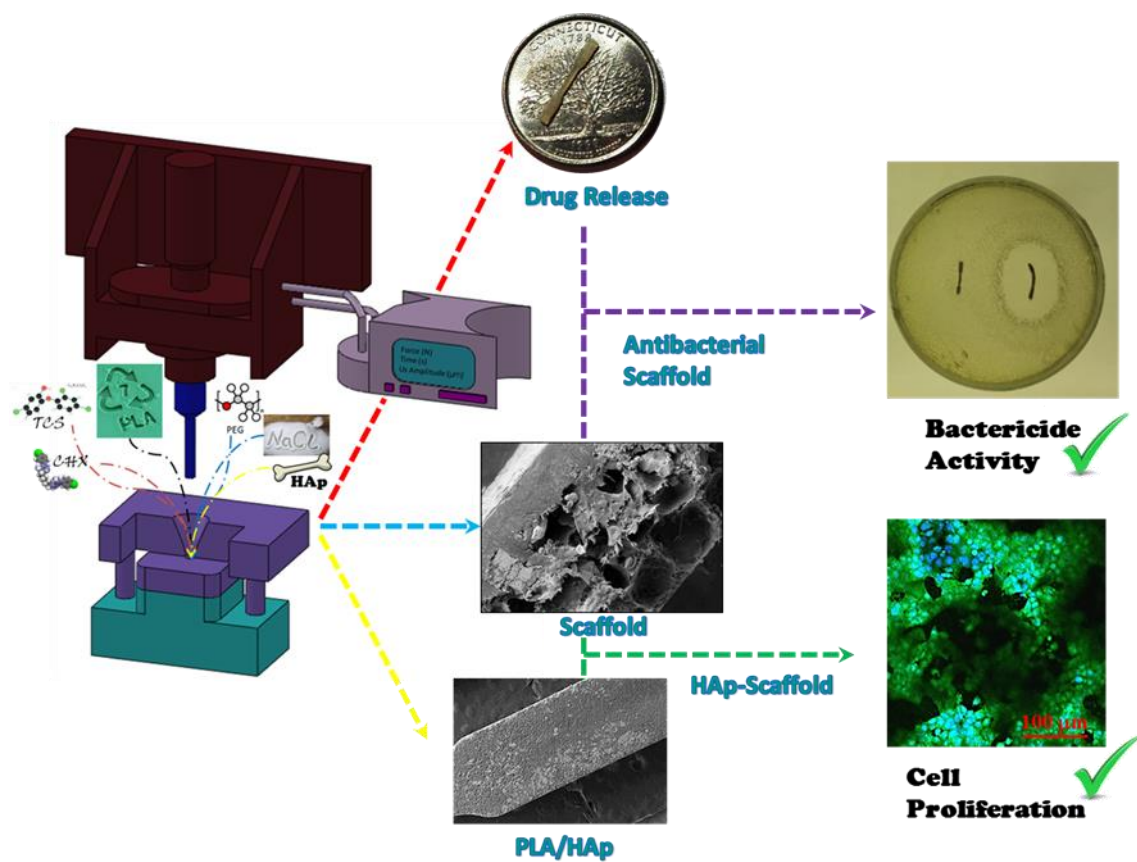 CONNECTICUT
1788
Drug Release
Force (N)
Time (s)
Us Amplitude (μm)
Antibacterial
Scaffold
Bactericide
Activity
TCS
PLA
PEG
n
NaCl
CHX
HAp
Scaffold
HAp-Scaffold
100 μm
Cell
Proliferation
PLA/HAp